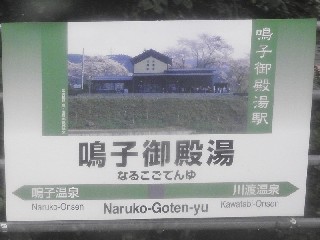 鳴子御殿湯駅
鳴子御殿湯
なるこごてんゆ
鳴子温泉
川渡温泉
Naruko-Onsen
Naruko-Goten-yu
Kawatabi-Onsen